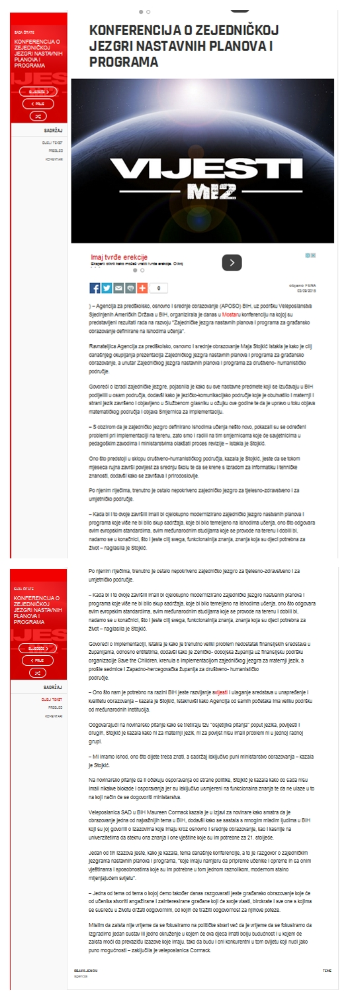 SADA ČITATE
KONFERENCIJA O
ZEJEDNIČKOJ
JEZGRI NASTAVNIH
PLANOVA I
PROGRAMA
SLJEDEĆE
PRIJE
SADRŽAJ
DIJELI TEKST
PREGLED
KOMENTARI
KONFERENCIJA O ZEJEDNIČKOJ
JEZGRI NASTAVNIH PLANOVA I
PROGRAMA
VIJESTI
Imaj tvrđe erekcije
Eksperti otkrili kako možeš vratiti tvrde erekcije. Otkrij
0
objavio: FENA
) – Agencija za predškolsko, osnovno i srednje obrazovanje (APOSO) BIH, uz podršku Veleposlanstva
Sjedinjenih Američkih Država u BiH, organizirala je danas u Mostaru konferenciju na kojoj su
predstavljeni rezultati rada na razvoju "Zajedničke jezgra nastavnih planova i programa za građansko
obrazovanje definirane na ishodima učenja".
Ravnateljica Agencija za predškolsko, osnovno i srednje obrazovanje Maja Stojkić istakla je kako je cilj
današnjeg okupljanja prezentacija Zajedničkog jezgra nastavnih planova i programa za građansko
obrazovanje, a unutar Zajedničkog jezgra nastavnih planova i programa za društveno- humanističko
područje.
Govoreći o izradi zajedničke jezgre, pojasnila je kako su sve nastavne predmete koji se izučavaju u BiH
podijelili u osam područja, dodavši kako je jezičko-komunikacijsko područje koje je obuhvatilo i maternji i
strani jezik završeno i objavljeno u Službenom glasniku u ožujku ove godine te da je upravo u toku objava
matematičkog područja i objava Smjernica za implementaciju.
– S obzirom da je zajedničko jezgro definirano ishodima učenja nešto novo, pokazali su se određeni
problemi pri implementaciji na terenu, zato smo i radili na tim smjernicama koje će savjetnicima u
pedagoškim zavodima i ministarstvima olakšati proces revizije – istakla je Stojkić.
Ono što predstoji u sklopu društveno-humanističkog područja, kazala je Stojkić, jeste da se tokom
mjeseca rujna završi povijest za srednju školu te da se krene s izradom za informatiku i tehničke
znanosti, dodavši kako se završava i prirodoslovlje.
Po njenim riječima, trenutno je ostalo nepokriveno zajedničko jezgro za tjelesno-zdravstveno i za
umjetničko područje.
– Kada bi i to dvoje završili imali bi cjelokupno modernizirano zajedničko jezgro nastvanih planova i
programa koje više ne bi bilo skup sadržaja, koje bi bilo temeljeno na ishodima učenja, ono što odgovara
svim evropskim standardima, svim međunarodnim studijama koje se provode na terenu i dobili bi,
nadamo se u konačnici, što i jeste cilj svega, funkcionalnija znanja, znanja koja su djeci potrebna za
život – naglasila je Stojkić.
SADA ČITATE
KONFERENCIJA O
ZEJEDNIČKOJ
JEZGRI NASTAVNIH
PLANOVA I
PROGRAMA
SLJEDEĆE
PRIJE
SADRŽAJ
DIJELI TEKST
PREGLED
KOMENTARI
Po njenim riječima, trenutno je ostalo nepokriveno zajedničko jezgro za tjelesno-zdravstveno i za
umjetničko područje.
– Kada bi i to dvoje završili imali bi cjelokupno modernizirano zajedničko jezgro nastavnih planova i
programa koje više ne bi bilo skup sadržaja, koje bi bilo temeljeno na ishodima učenja, ono što odgovara
svim evropskim standardima, svim međunarodnim studijama koje se provode na terenu i dobili bi,
nadamo se u konačnici, što i jeste cilj svega, funkcionalnija znanja, znanja koja su djeci potrebna za
život – naglasila je Stojkić.
Govoreći o implementaciji, istakla je kako je trenutno veliki problem nedostatak finansijskih sredstava u
županijama, odnosno entitetima, dodavši kako je Zeničko- dobojska županija uz finansijsku podršku
organizacije Save the Children, krenula s implementacijom zajedničkog jezgra za maternji jezik, a
prošle sedmice i Zapadno-hercegovačka županija za društveno- humanističko
područje.
– Ono što nam je potrebno na razini BiH jeste razvijanje svijesti i ulaganje sredstava u unapređenje i
kvalitetu obrazovanja – kazala je Stojkić, istaknuvši kako Agencija od samih početaka ima veliku podršku
od međunarodnih institucija.
Odgovarajući na novinarsko pitanje kako se tretiraju tzv. "osjetljiva pitanja" poput jezika, povijesti i
drugih, Stojkić je kazala kako ni za maternji jezik, ni za povijst nisu imali problem ni u jednoj radnoj
grupi.
– Mi imamo ishod, ono što dijete treba znati, a sadržaj isključivo puni ministarstvo obrazovanja – kazala
je Stojkić.
Na novinarsko pitanje da li očekuju osporavanja od strane politike, Stojkić je kazala kako do sada nisu
imali nikakve blokade i osporavanja jer su isključivo usmjereni na funkcionalna znanja te da ne ulaze u to
na koji način će se dogovoriti ministarstva.
Veleposlanica SAD u BiH Maureen Cormack kazala je u izjavi za novinare kako smatra da je
obrazovanje jedna od najvažnijih tema u BiH, dodavši kako se sastala s mnogim mladim ljudima u BiH
koji su joj govorili o izazovima koje imaju kroz osnovno i srednje obrazovanje, kao i kasnije na
univerzitetima da steknu ona znanja i one vještine koje su im potrebne za 21. stoljeće.
Jedan od tih izazova jeste, kako je kazala, tema današnje konferencije, a to je razgovor o zajedničkim
jezgrama nastavnih planova i programa, "koje imaju namjeru da pripreme učenike i opreme ih sa onim
vještinama i sposobnostima koje su im potrebne u tom jednom raznolikom, modernom stalno
mijenjajućem svijetu".
– Jedna od tema od tema o kojoj ćemo također danas razgovarati jeste građansko obrazovanje koje će
od učenika stvoriti angažirane i zainteresirane građane koji će svoje vlasti, birokrate i sve one s kojima
se susreću u životu držati odgovornim, od kojih će tražiti odgovornost za njihove poteze.
Mislim da zaista nije vrijeme da se fokusiramo na političke stvari već da je vrijeme da se fokusiramo da
izgradimo jedan sustav ili jedno okruženje u kojem će ova djeca imati bolju budućnost i u kojem će
zaista moći da prevaziđu izazove koje imaju, tako da budu i oni konkurentni u tom svijetu koji nudi jako
puno mogućnosti – zaključila je veleposlanica Cormack.
OBJAVLJENO U
agencija
TEME